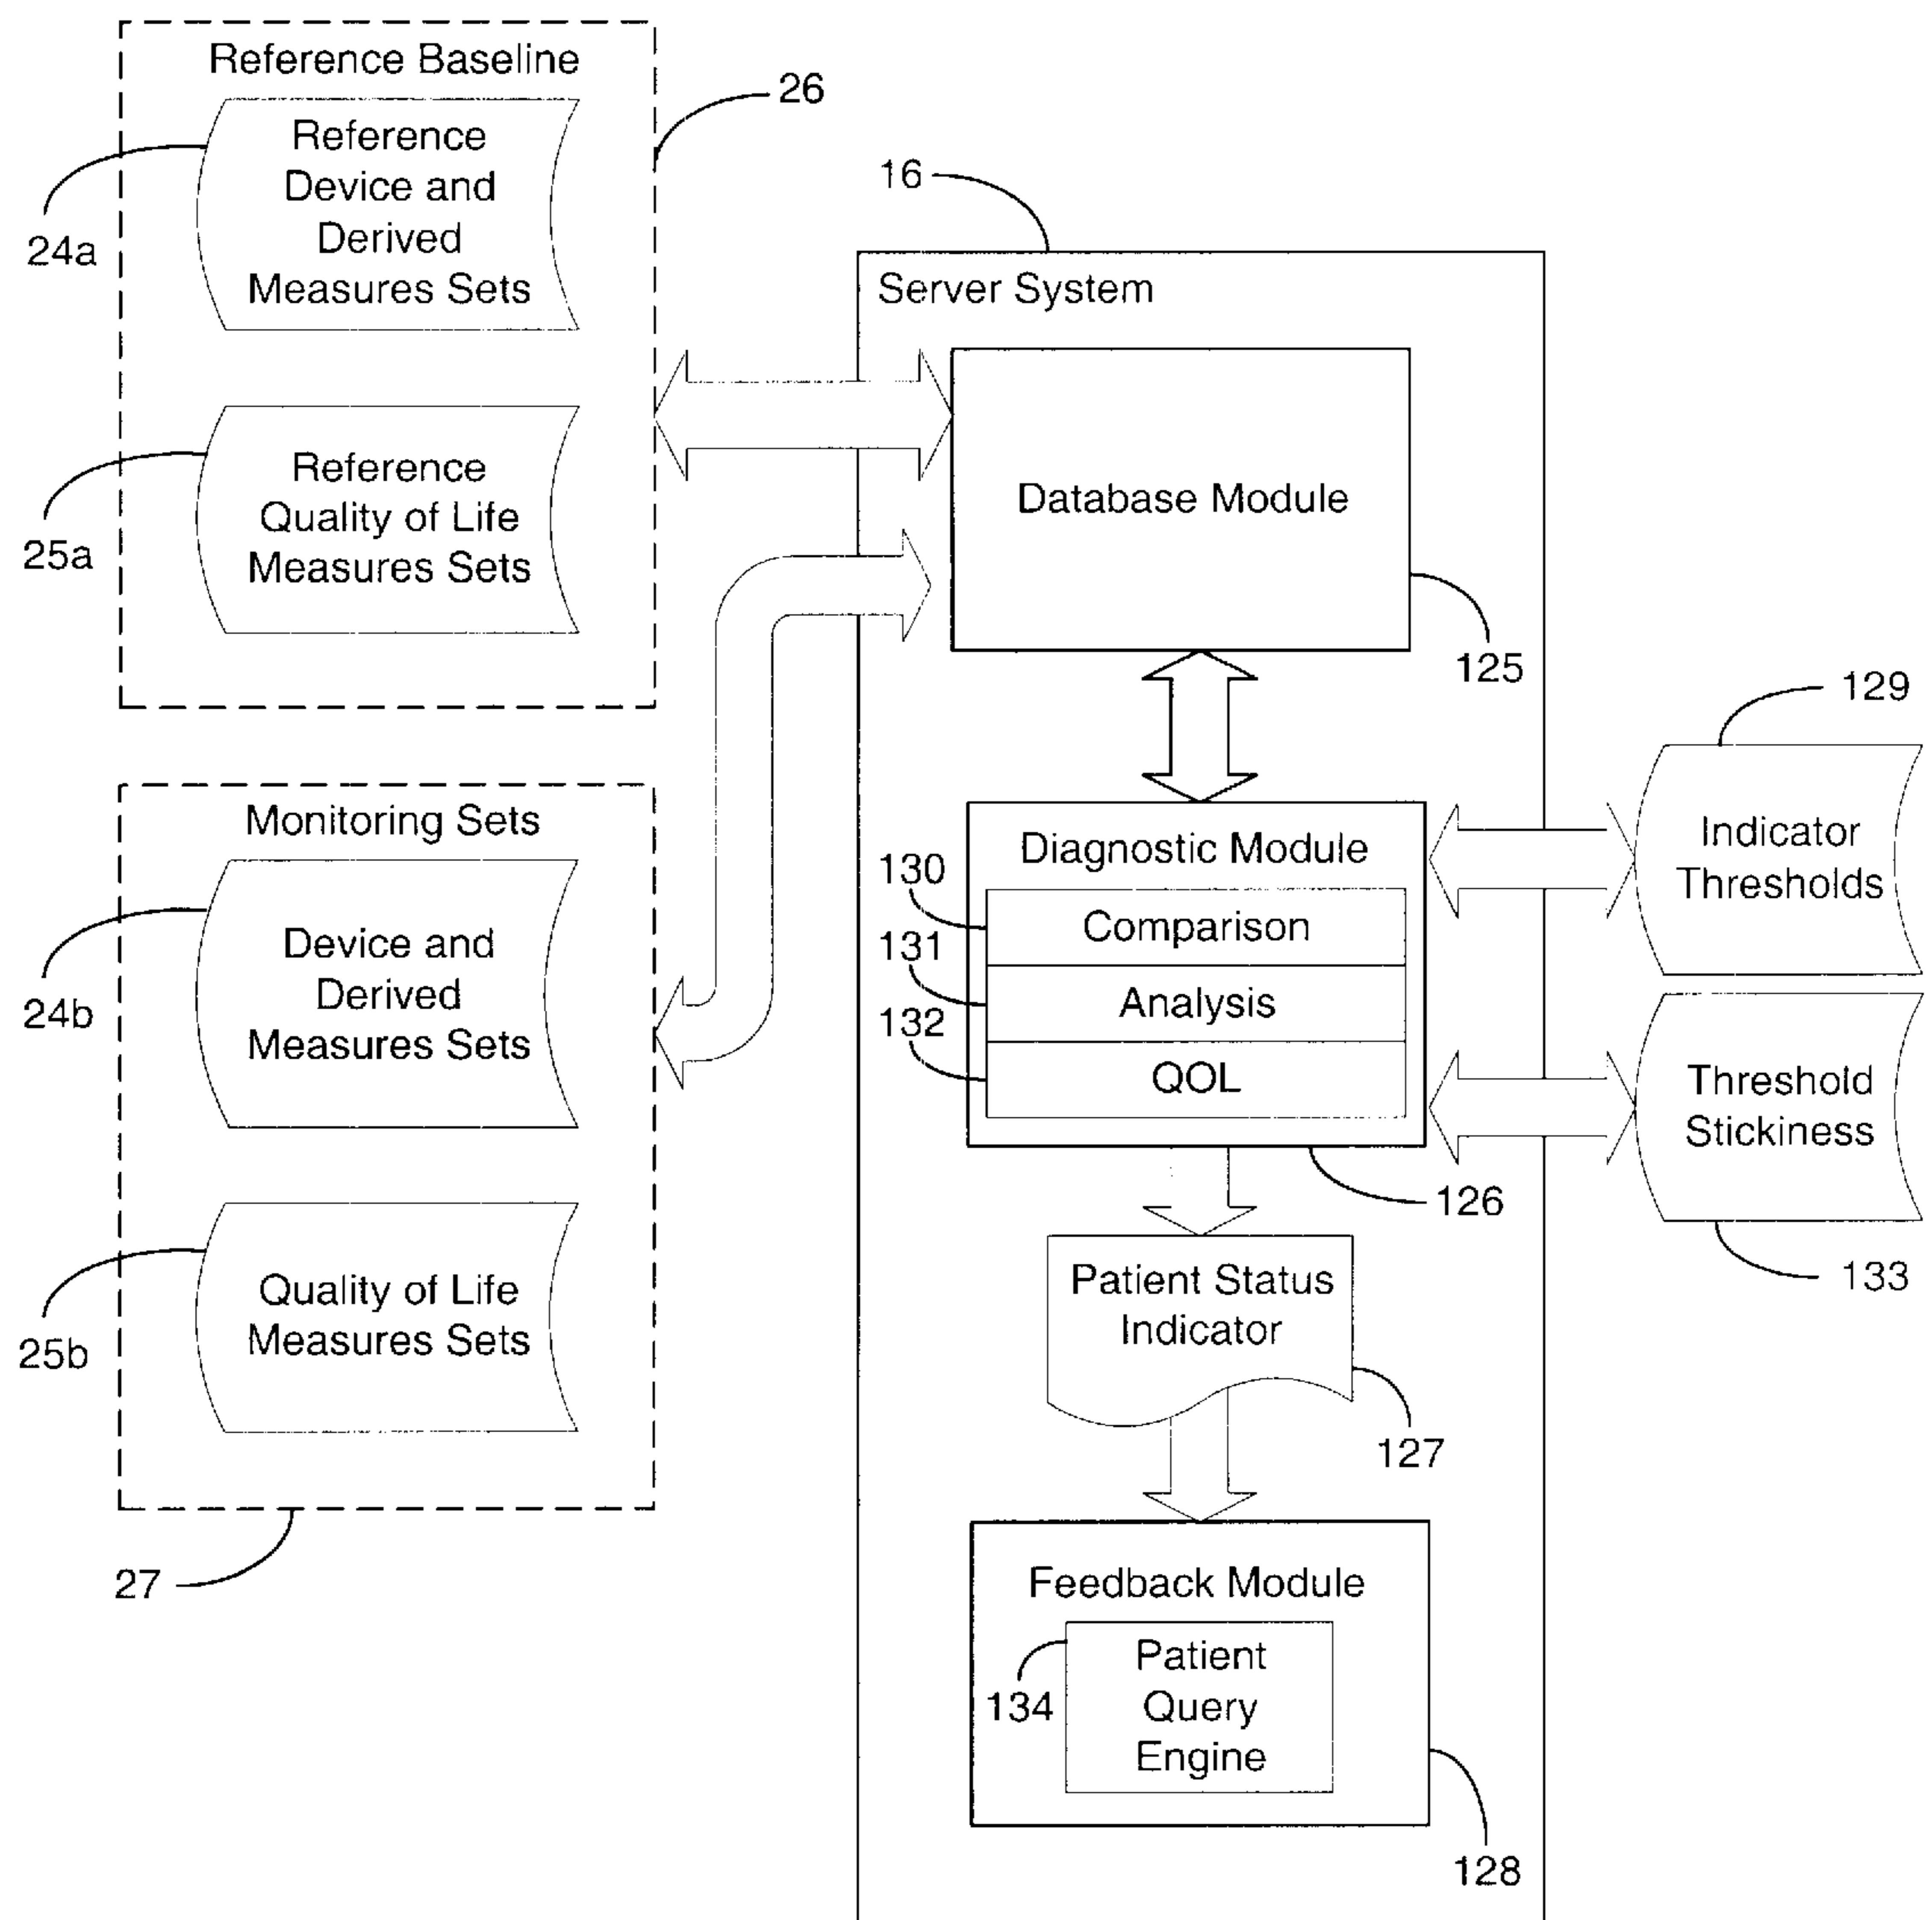 Reference Baseline
26
Reference
Device and
Derived
Measures Sets
24a
Reference
Quality of Life
Measures Sets
25a
16
Server System
Database Module
125
129
Monitoring Sets
Device and
Derived
Measures Sets
24b
Quality of Life
Measures Sets
25b
27
Diagnostic Module
130
Comparison
131
Analysis
132
QOL
126
Indicator
Thresholds
Threshold
Stickiness
133
Patient Status
Indicator
127
Feedback Module
Patient
Query
Engine
134
128